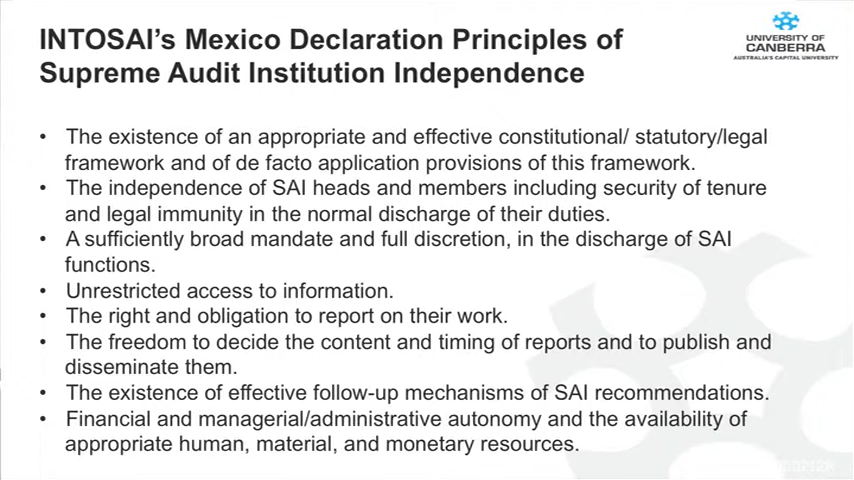 INTOSAI's Mexico Declaration Principles of
Supreme Audit Institution Independence
UNIVERSITY OF
CANBERRA
AUSTRALIA'S CAPITAL UNIVERSITY
• The existence of an appropriate and effective constitutional/ statutory/legal
framework and of de facto application provisions of this framework.
• The independence of SAI heads and members including security of tenure
and legal immunity in the normal discharge of their duties.
• A sufficiently broad mandate and full discretion, in the discharge of SAI
functions.
• Unrestricted access to information.
• The right and obligation to report on their work.
• The freedom to decide the content and timing of reports and to publish and
disseminate them.
• The existence of effective follow-up mechanisms of SAI recommendations.
• Financial and managerial/administrative autonomy and the availability of
appropriate human, material, and monetary resources.